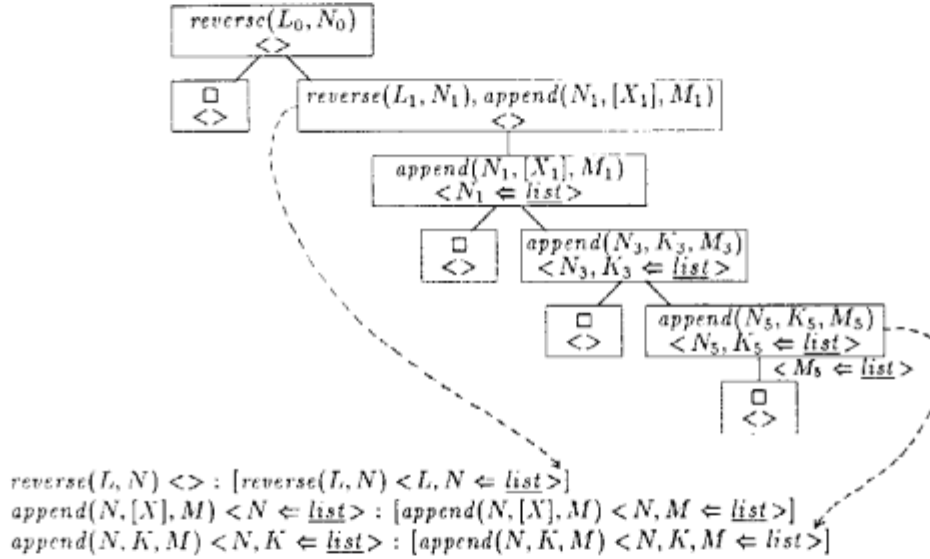 reverse(L₀, N₀)
<>
□
<>
reverse(L₁, N₁), append(N₁, [X₁], M₁)
<>
append(N₁, [X₁], M₁)
< N₁ ⇐ list >
□
<>
append(N₃, K₃, M₃)
< N₃, K₃ ⇐ list >
□
<>
append(N₅, K₅, M₅)
< N₅, K₅ ⇐ list >
< M₅ ⇐ list >
□
<>
reverse(L, N) <> : [reverse(L, N) < L, N ⇐ list >]
append(N, [X], M) < N ⇐ list > : [append(N, [X], M) < N, M ⇐ list >]
append(N, K, M) < N, K ⇐ list > : [append(N, K, M) < N, K, M ⇐ list >]